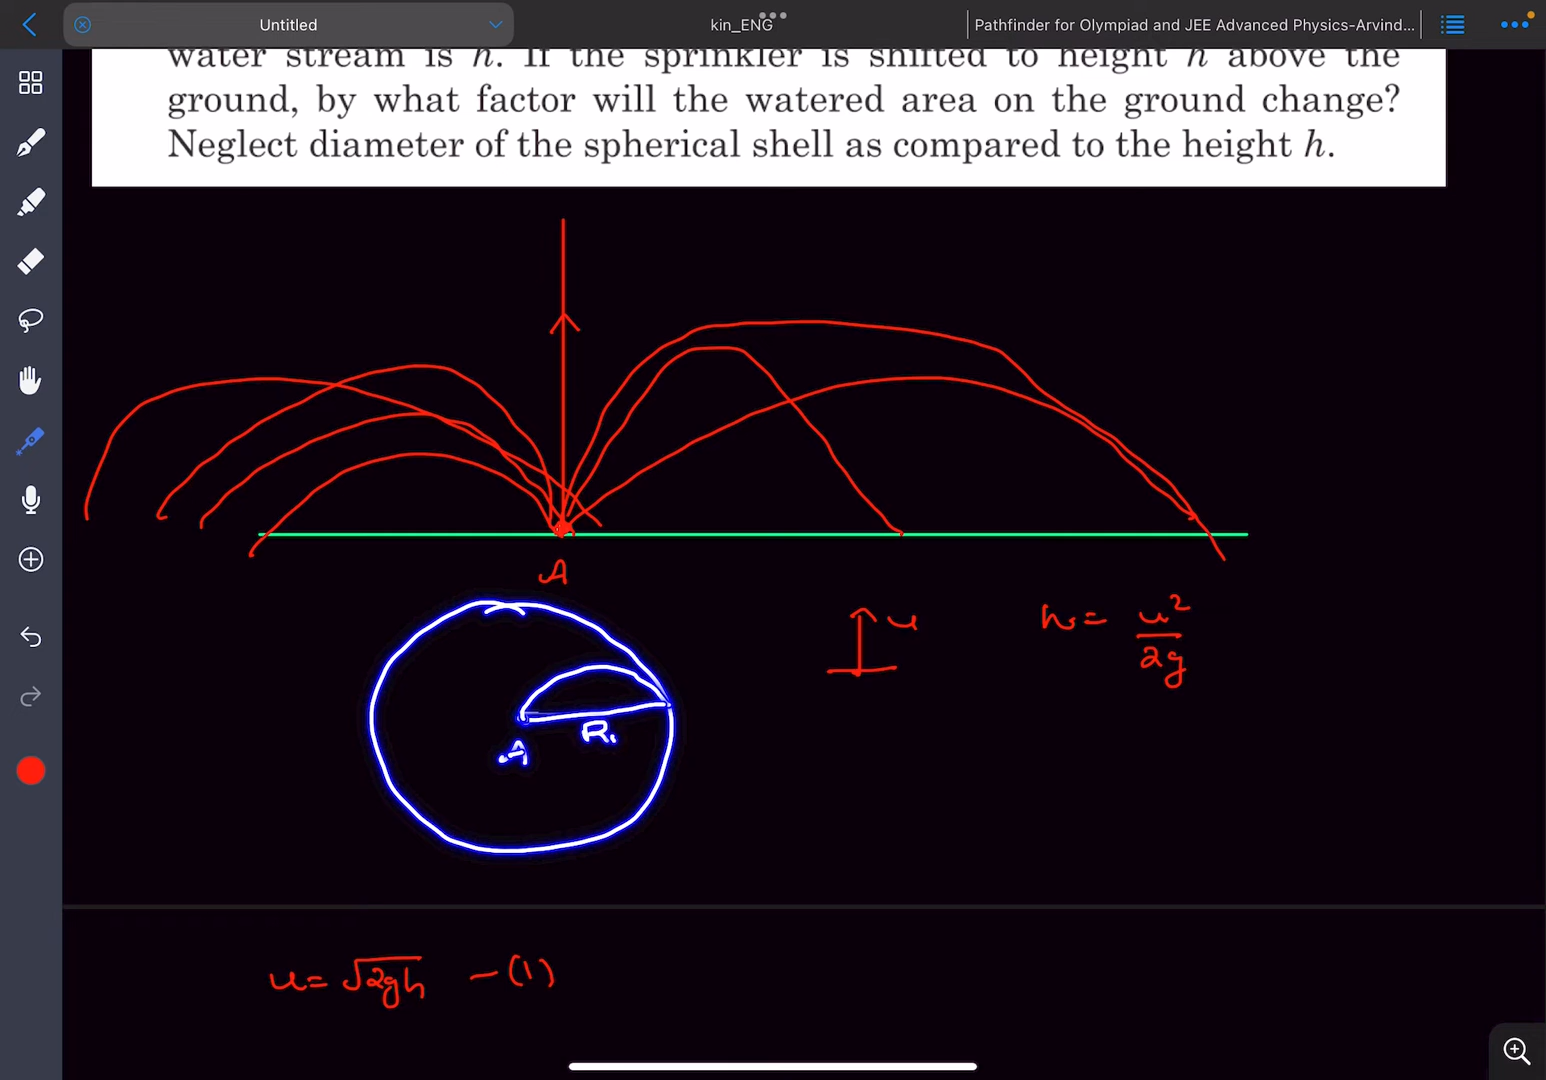 Untitled
kin_ENG
Pathfinder for Olympiad and JEE Advanced Physics-Arvind...
water stream is h. If the sprinkler is shifted to height h above the
ground, by what factor will the watered area on the ground change?
Neglect diameter of the spherical shell as compared to the height h.
A
u
h = u²/2g
A
R₁
u = √2gh - (1)